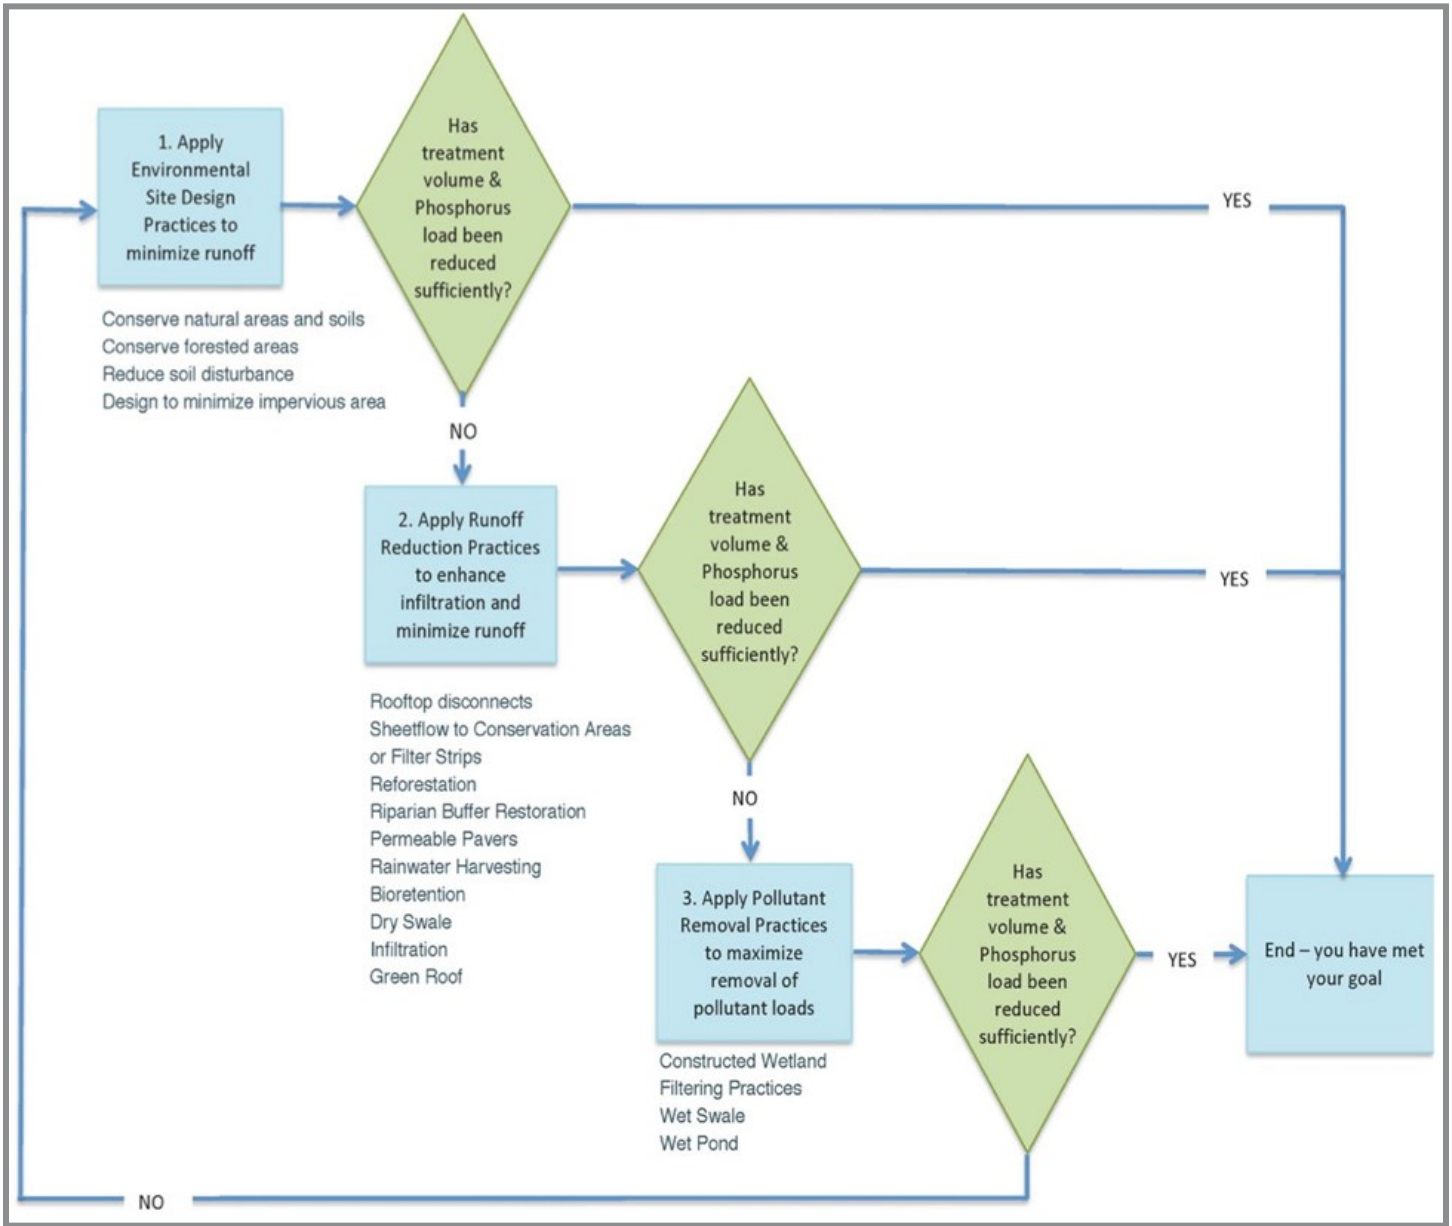 1. Apply
Environmental
Site Design
Practices to
minimize runoff
Conserve natural areas and soils
Conserve forested areas
Reduce soil disturbance
Design to minimize impervious area
Has
treatment
volume &
Phosphorus
load been
reduced
sufficiently?
YES
NO
2. Apply Runoff
Reduction Practices
to enhance
infiltration and
minimize runoff
Rooftop disconnects
Sheetflow to Conservation Areas
or Filter Strips
Reforestation
Riparian Buffer Restoration
Permeable Pavers
Rainwater Harvesting
Bioretention
Dry Swale
Infiltration
Green Roof
Has
treatment
volume &
Phosphorus
load been
reduced
sufficiently?
YES
NO
3. Apply Pollutant
Removal Practices
to maximize
removal of
pollutant loads
Constructed Wetland
Filtering Practices
Wet Swale
Wet Pond
Has
treatment
volume &
Phosphorus
load been
reduced
sufficiently?
YES
End – you have met
your goal
NO